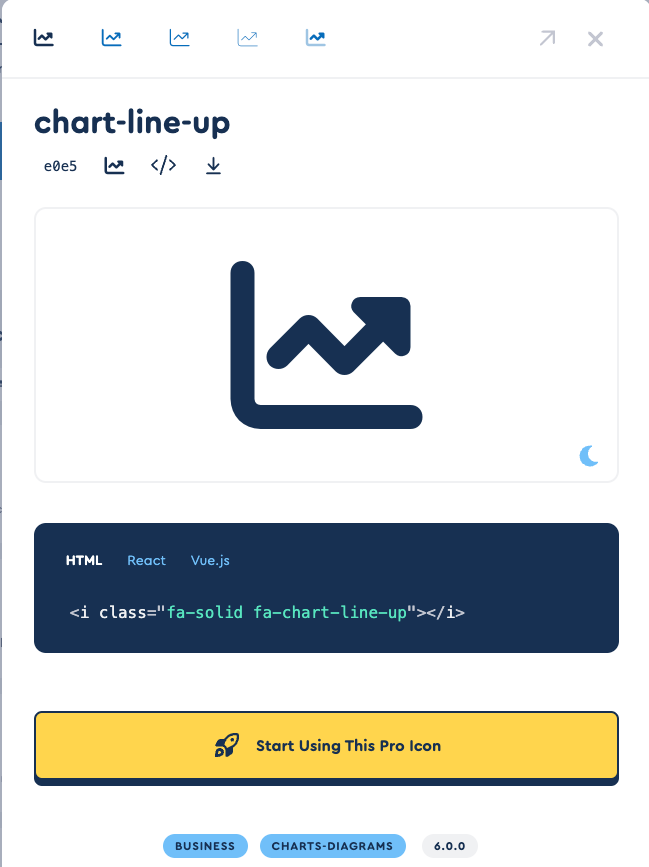 chart-line-up
e0e5
HTML React Vue.js
<i class="fa-solid fa-chart-line-up"></i>
Start Using This Pro Icon
BUSINESS CHARTS-DIAGRAMS 6.0.0